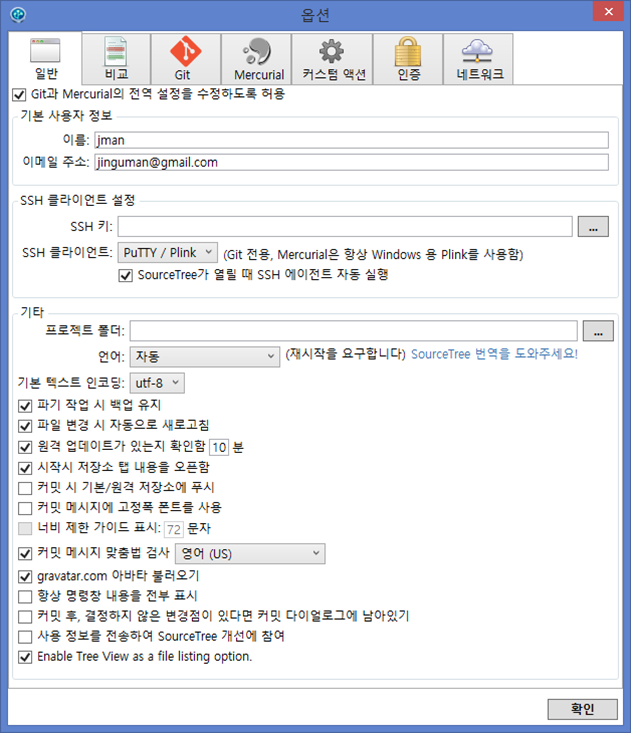 옵션
일반 비교 Git Mercurial 커스텀 액션 인증 네트워크
Git과 Mercurial의 전역 설정을 수정하도록 허용
기본 사용자 정보
이름: jman
이메일 주소: jinguman@gmail.com
SSH 클라이언트 설정
SSH 키: ...
SSH 클라이언트: PuTTY / Plink (Git 전용, Mercurial은 항상 Windows 용 Plink를 사용함)
SourceTree가 열릴 때 SSH 에이전트 자동 실행
기타
프로젝트 폴더: ...
언어: 자동 (재시작을 요구합니다) SourceTree 번역을 도와주세요!
기본 텍스트 인코딩: utf-8
파기 작업 시 백업 유지
파일 변경 시 자동으로 새로고침
원격 업데이트가 있는지 확인함 10 분
시작시 저장소 탭 내용을 오픈함
커밋 시 기본/원격 저장소에 푸시
커밋 메시지에 고정폭 폰트를 사용
너비 제한 가이드 표시: 72 문자
커밋 메시지 맞춤법 검사 영어 (US)
gravatar.com 아바타 불러오기
항상 명령창 내용을 전부 표시
커밋 후, 결정하지 않은 변경점이 있다면 커밋 다이얼로그에 남아있기
사용 정보를 전송하여 SourceTree 개선에 참여
Enable Tree View as a file listing option.
확인